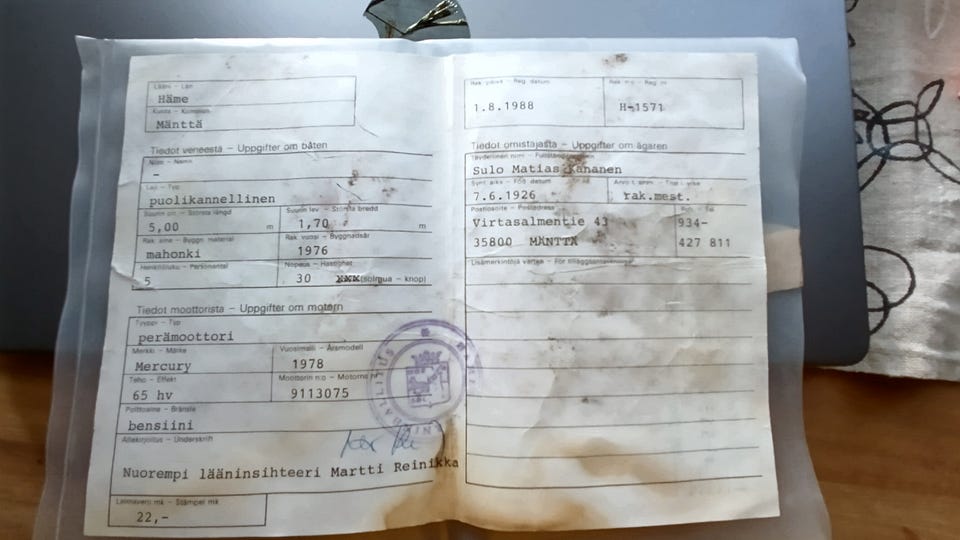 Lääni - Län
Häme
Kunta - Kommun
Mänttä
Tiedot veneestä - Uppgifter om båten
Nimi - Namn
-
Laji - Typ
puolikannellinen
Suurin pit. - Största längd
5,00 m
Suurin lev. - Största bredd
1,70 m
Rak. aine - Byggn. material
mahonki
Rak. vuosi - Byggnadsår
1976
Henkilöluku - Personantal
5
Nopeus - Hastighet
30 (solmua - knop)
Tiedot moottorista - Uppgifter om motorn
Tyyppi - Typ
perämoottori
Merkki - Märke
Mercury
Vuosimalli - Årsmodell
1978
Teho - Effekt
65 hv
Moottorin n:o - Motorns nr
9113075
Polttoaine - Bränsle
bensiini
Allekirjoitus - Underskrift
Nuorempi lääninsihteeri Martti Reinikka
Leimavero mk - Stämpel mk
22,-
Rek. päivä - Reg. datum
1.8.1988
Rek. n:o - Reg. nr
H-1571
Tiedot omistajasta - Uppgifter om ägaren
Täydellinen nimi - Fullständigt namn
Sulo Matias Kananen
Synt. aika - Föd. datum
7.6.1926
rak.mest.
Postiosoite - Postadress
Virtasalmentie 43
934-
35800 MÄNTTÄ
427 811
Lisämerkintöjä varten - För tilläggsanteckningar